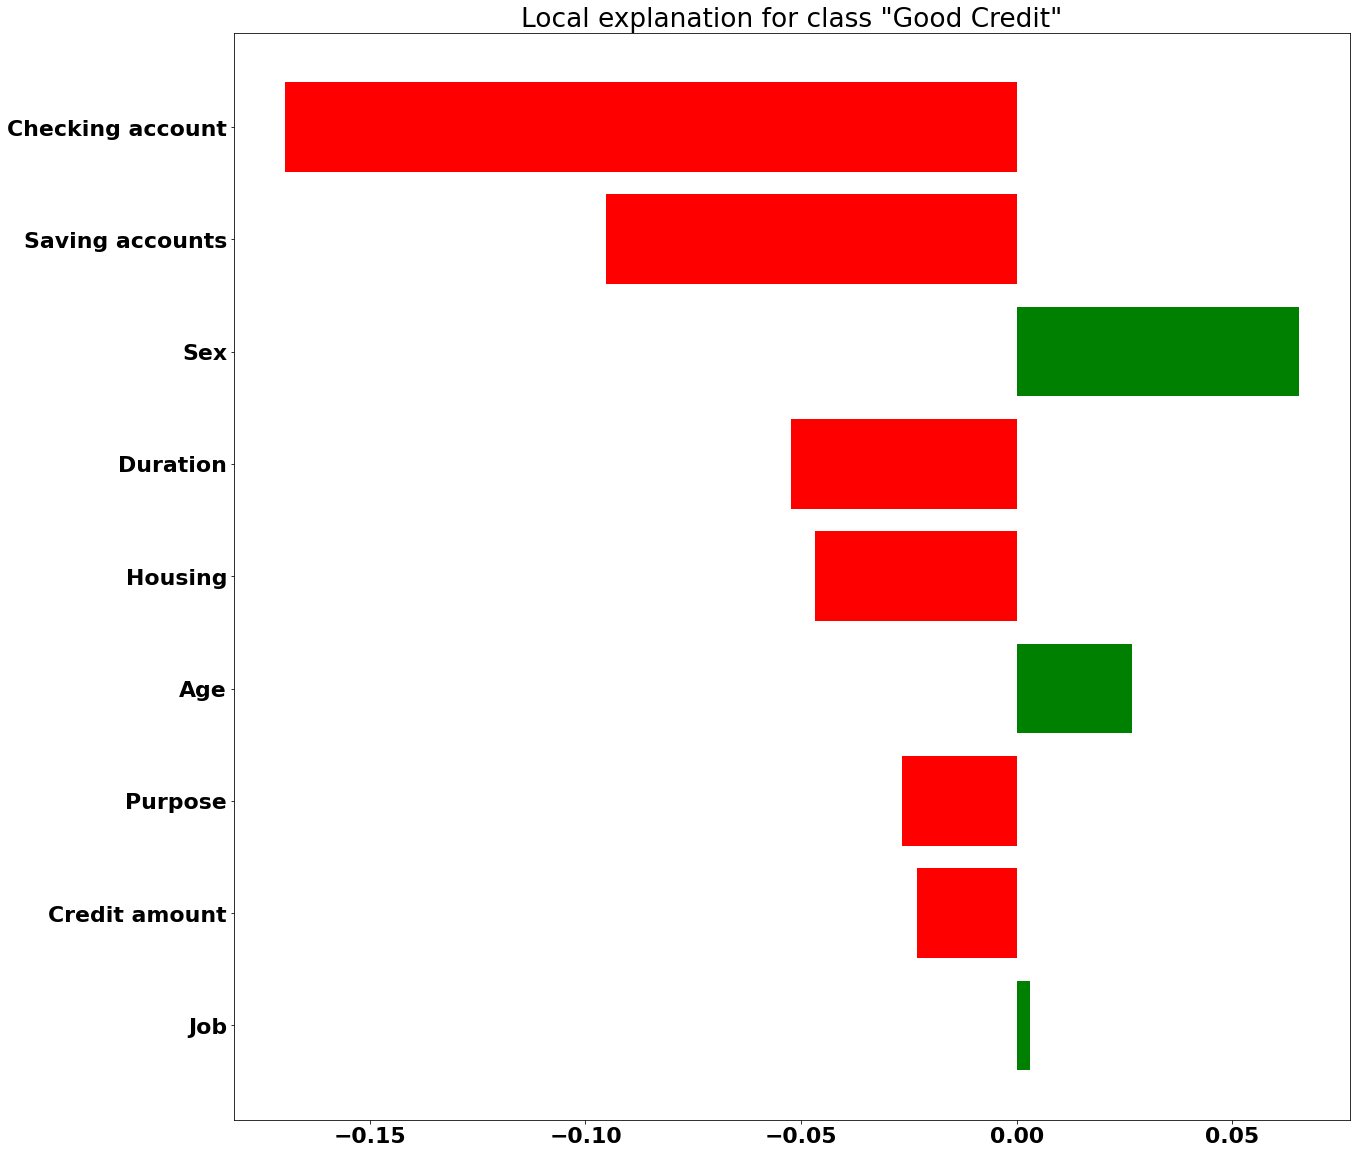 Local explanation for class "Good Credit"
Checking account
Saving accounts
Sex
Duration
Housing
Age
Purpose
Credit amount
Job
−0.15 −0.10 −0.05 0.00 0.05